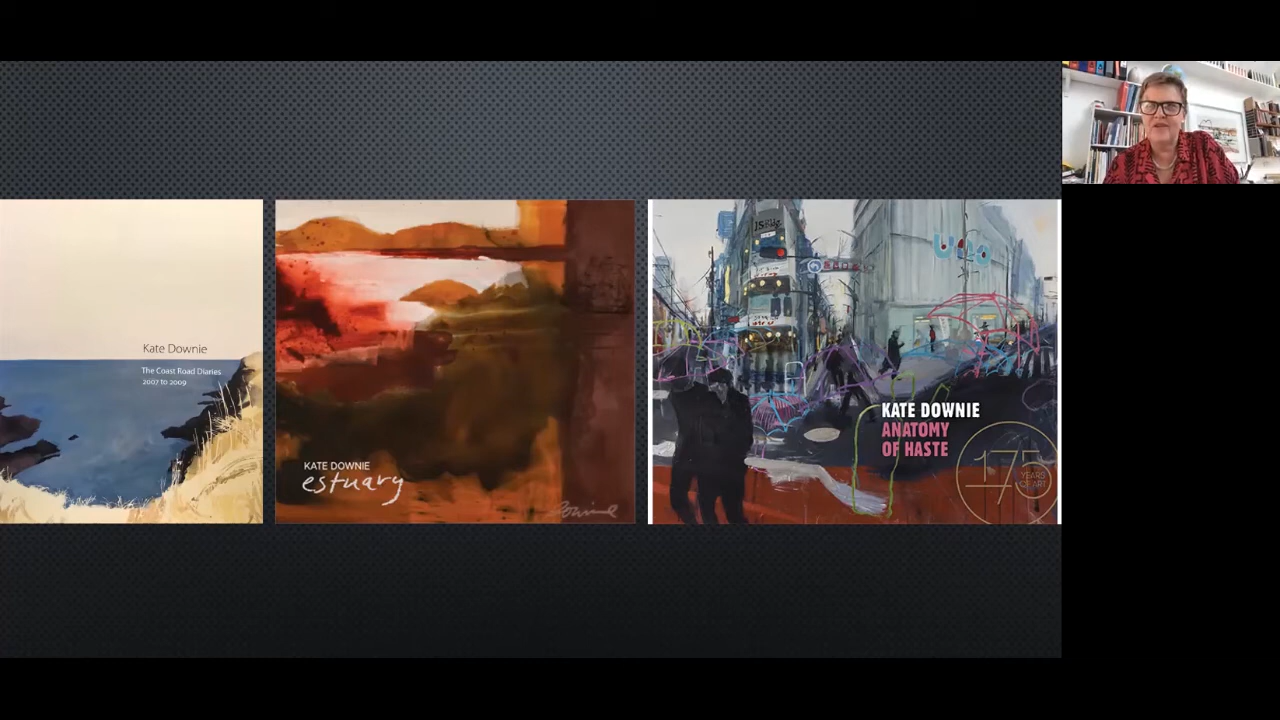 Kate Downie
The Coast Road Diaries
2007 to 2009
KATE DOWNIE
estuary
Downie
KATE DOWNIE
ANATOMY
OF HASTE
175
YEARS
OF ART